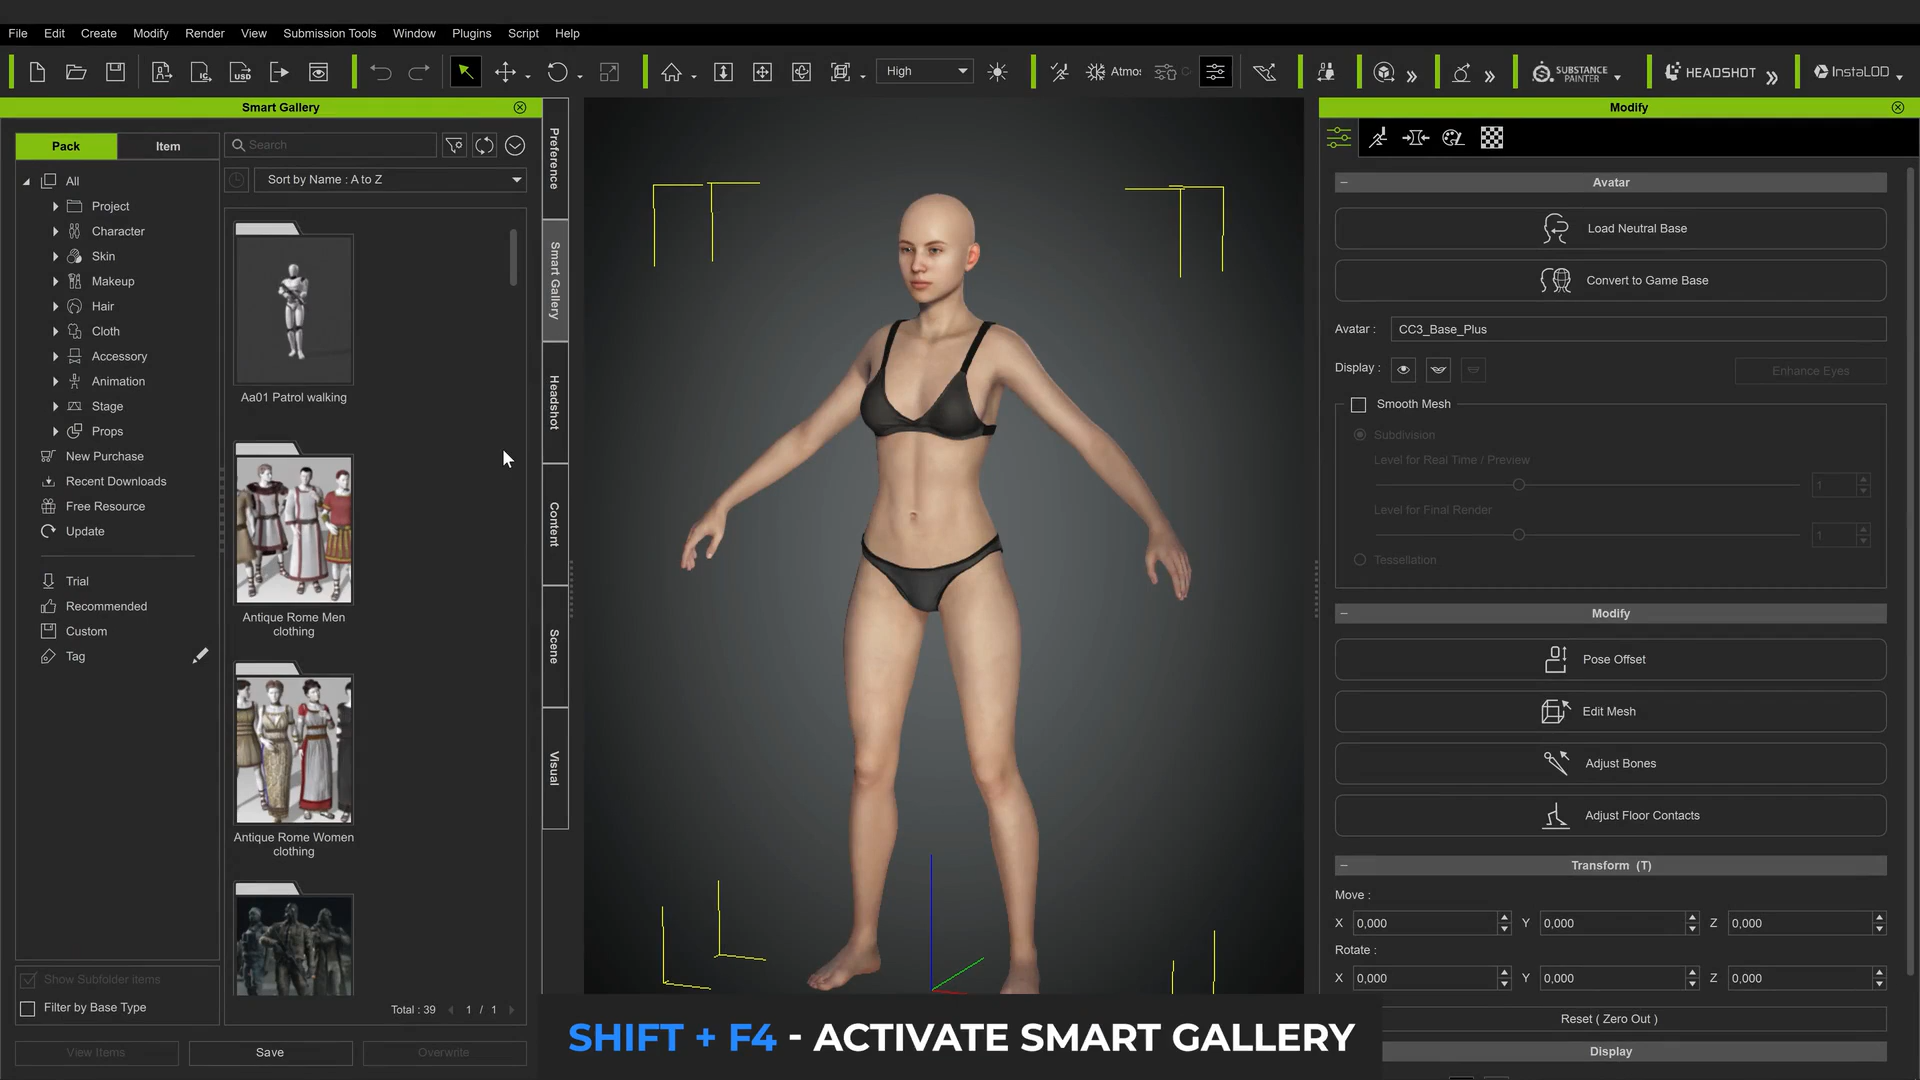 File Edit Create Modify Render View Submission Tools Window Plugins Script Help
IC USD High Atmo SUBSTANCE PAINTER HEADSHOT InstaLOD
Smart Gallery
Pack Item
Search
Sort by Name : A to Z
All
Project
Character
Skin
Makeup
Hair
Cloth
Accessory
Animation
Stage
Props
New Purchase
Recent Downloads
Free Resource
Update
Trial
Recommended
Custom
Tag
Show Subfolder items
Filter by Base Type
View Items Save Overwrite
Aa01 Patrol walking
Antique Rome Men
clothing
Antique Rome Women
clothing
Total : 39 1 / 1
Preference
Smart Gallery
Headshot
Content
Scene
Visual
SHIFT + F4 - ACTIVATE SMART GALLERY
Modify
Avatar
Load Neutral Base
Convert to Game Base
Avatar : CC3_Base_Plus
Display : Enhance Eyes
Smooth Mesh
Subdivision
Level for Real Time / Preview
1
Level for Final Render
1
Tessellation
Modify
Pose Offset
Edit Mesh
Adjust Bones
Adjust Floor Contacts
Transform (T)
Move :
X 0,000 Y 0,000 Z 0,000
Rotate :
X 0,000 Y 0,000 Z 0,000
Reset ( Zero Out )
Display